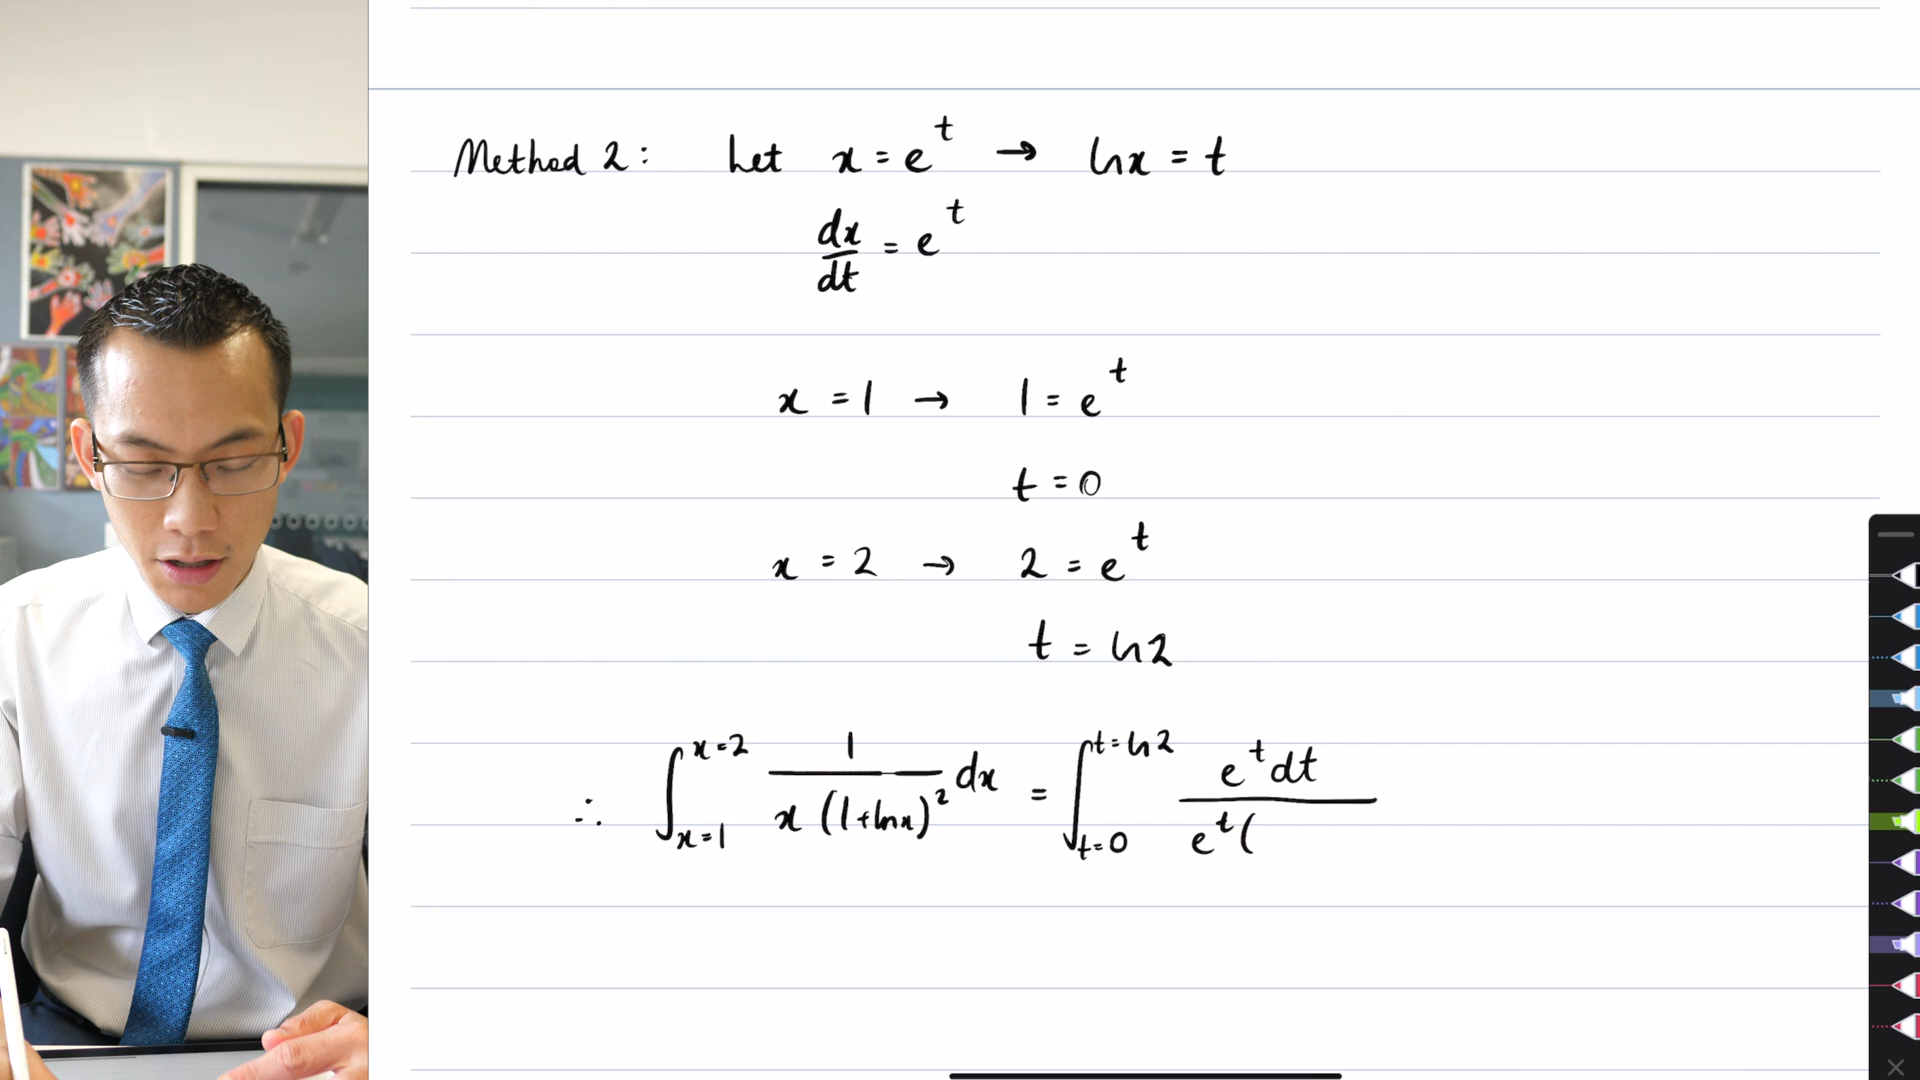 Method 2: Let x = e^t → ln x = t
dx/dt = e^t
x = 1 → 1 = e^t
t = 0
x = 2 → 2 = e^t
t = ln 2
∴ ∫_{x=1}^{x=2} 1/(x(1+ln x)^2) dx = ∫_{t=0}^{t=ln 2} e^t dt/(e^t(